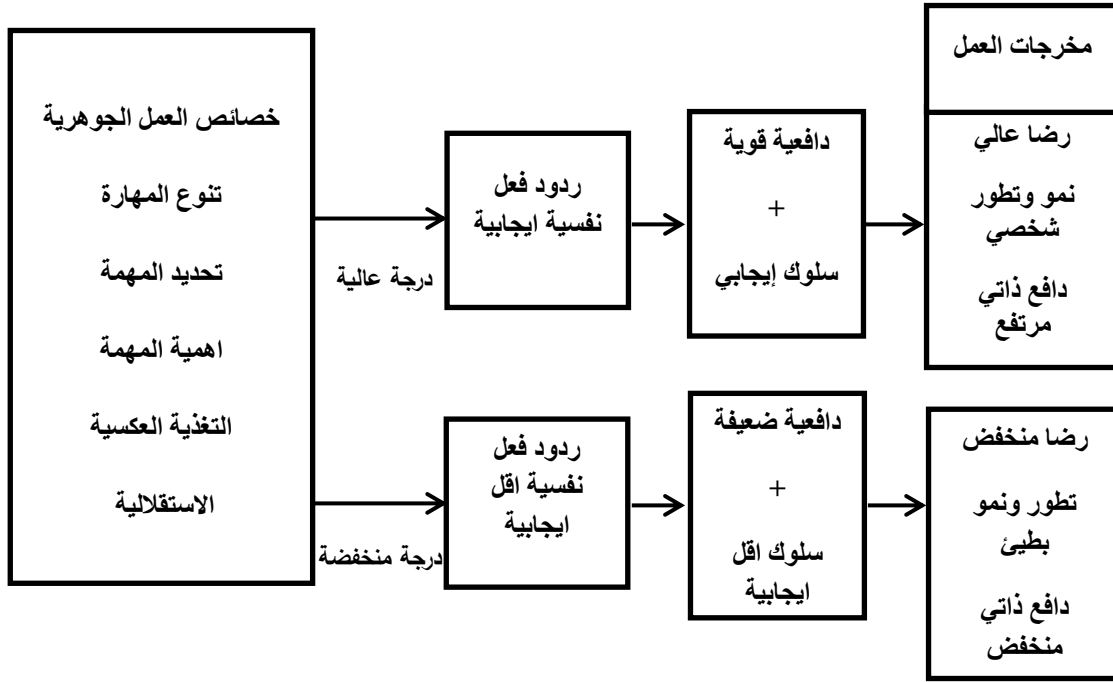 خصائص العمل الجوهرية
تنوع المهارة
تحديد المهمة
اهمية المهمة
التغذية العكسية
الاستقلالية
درجة عالية
درجة منخفضة
ردود فعل
نفسية ايجابية
ردود فعل
نفسية اقل
ايجابية
دافعية قوية
+
سلوك إيجابي
دافعية ضعيفة
+
سلوك اقل
ايجابية
مخرجات العمل
رضا عالي
نمو وتطور
شخصي
دافع ذاتي
مرتفع
رضا منخفض
تطور ونمو
بطيئ
دافع ذاتي
منخفض